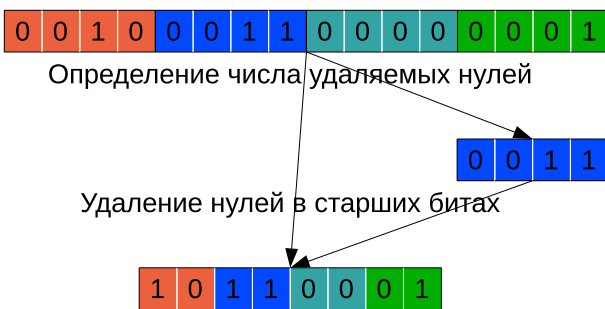 0 0 1 0 0 0 1 1 0 0 0 0 0 0 0 1
Определение числа удаляемых нулей
0 0 1 1
Удаление нулей в старших битах
1 0 1 1 0 0 0 1